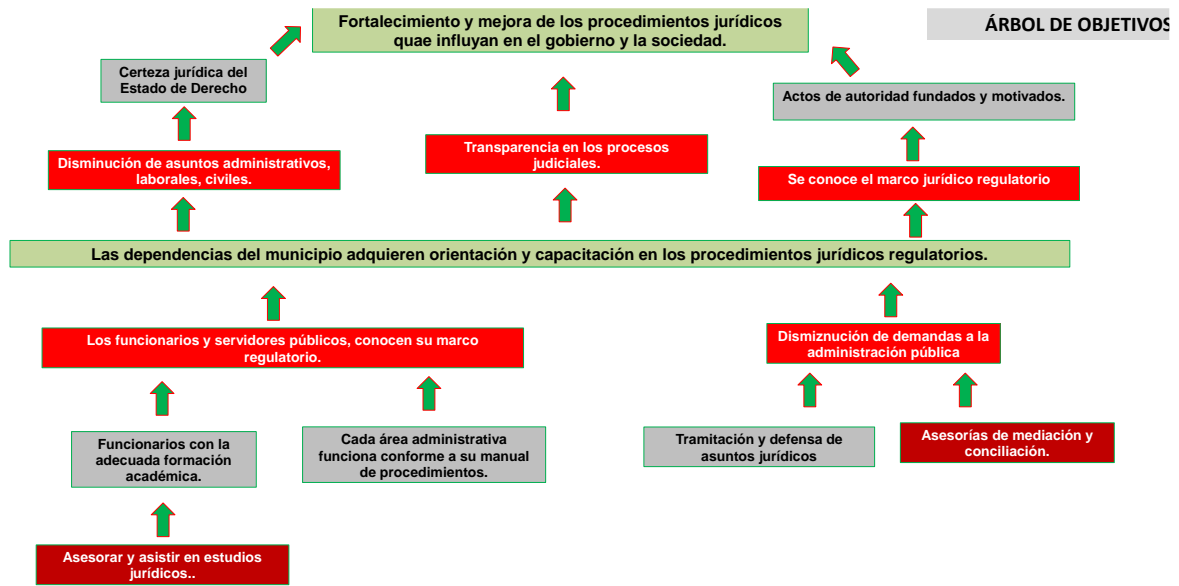 ÁRBOL DE OBJETIVOS
Fortalecimiento y mejora de los procedimientos jurídicos
quae influyan en el gobierno y la sociedad.
Certeza jurídica del
Estado de Derecho
Actos de autoridad fundados y motivados.
Disminución de asuntos administrativos,
laborales, civiles.
Transparencia en los procesos
judiciales.
Se conoce el marco jurídico regulatorio
Las dependencias del municipio adquieren orientación y capacitación en los procedimientos jurídicos regulatorios.
Los funcionarios y servidores públicos, conocen su marco
regulatorio.
Dismiznución de demandas a la
administración pública
Funcionarios con la
adecuada formación
académica.
Cada área administrativa
funciona conforme a su manual
de procedimientos.
Tramitación y defensa de
asuntos jurídicos
Asesorías de mediación y
conciliación.
Asesorar y asistir en estudios
jurídicos..